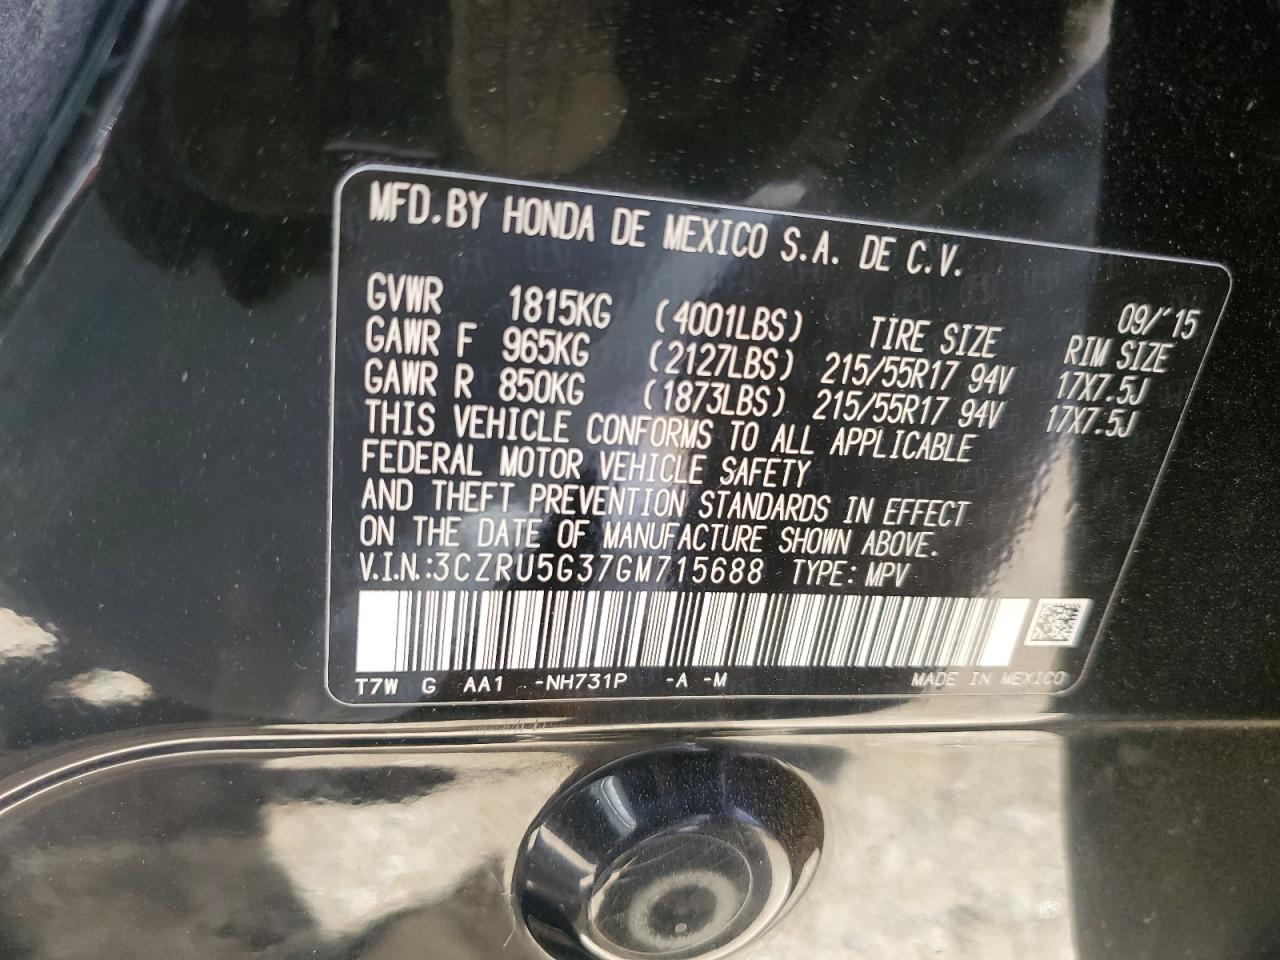 MFD.BY HONDA DE MEXICO S.A. DE C.V.
09/'15
GVWR 1815KG (4001LBS) TIRE SIZE RIM SIZE
GAWR F 965KG (2127LBS) 215/55R17 94V 17X7.5J
GAWR R 850KG (1873LBS) 215/55R17 94V 17X7.5J
THIS VEHICLE CONFORMS TO ALL APPLICABLE
FEDERAL MOTOR VEHICLE SAFETY
AND THEFT PREVENTION STANDARDS IN EFFECT
ON THE DATE OF MANUFACTURE SHOWN ABOVE.
V.I.N.:3CZRU5G37GM715688 TYPE: MPV
T7W G AA1 -NH731P -A -M MADE IN MEXICO